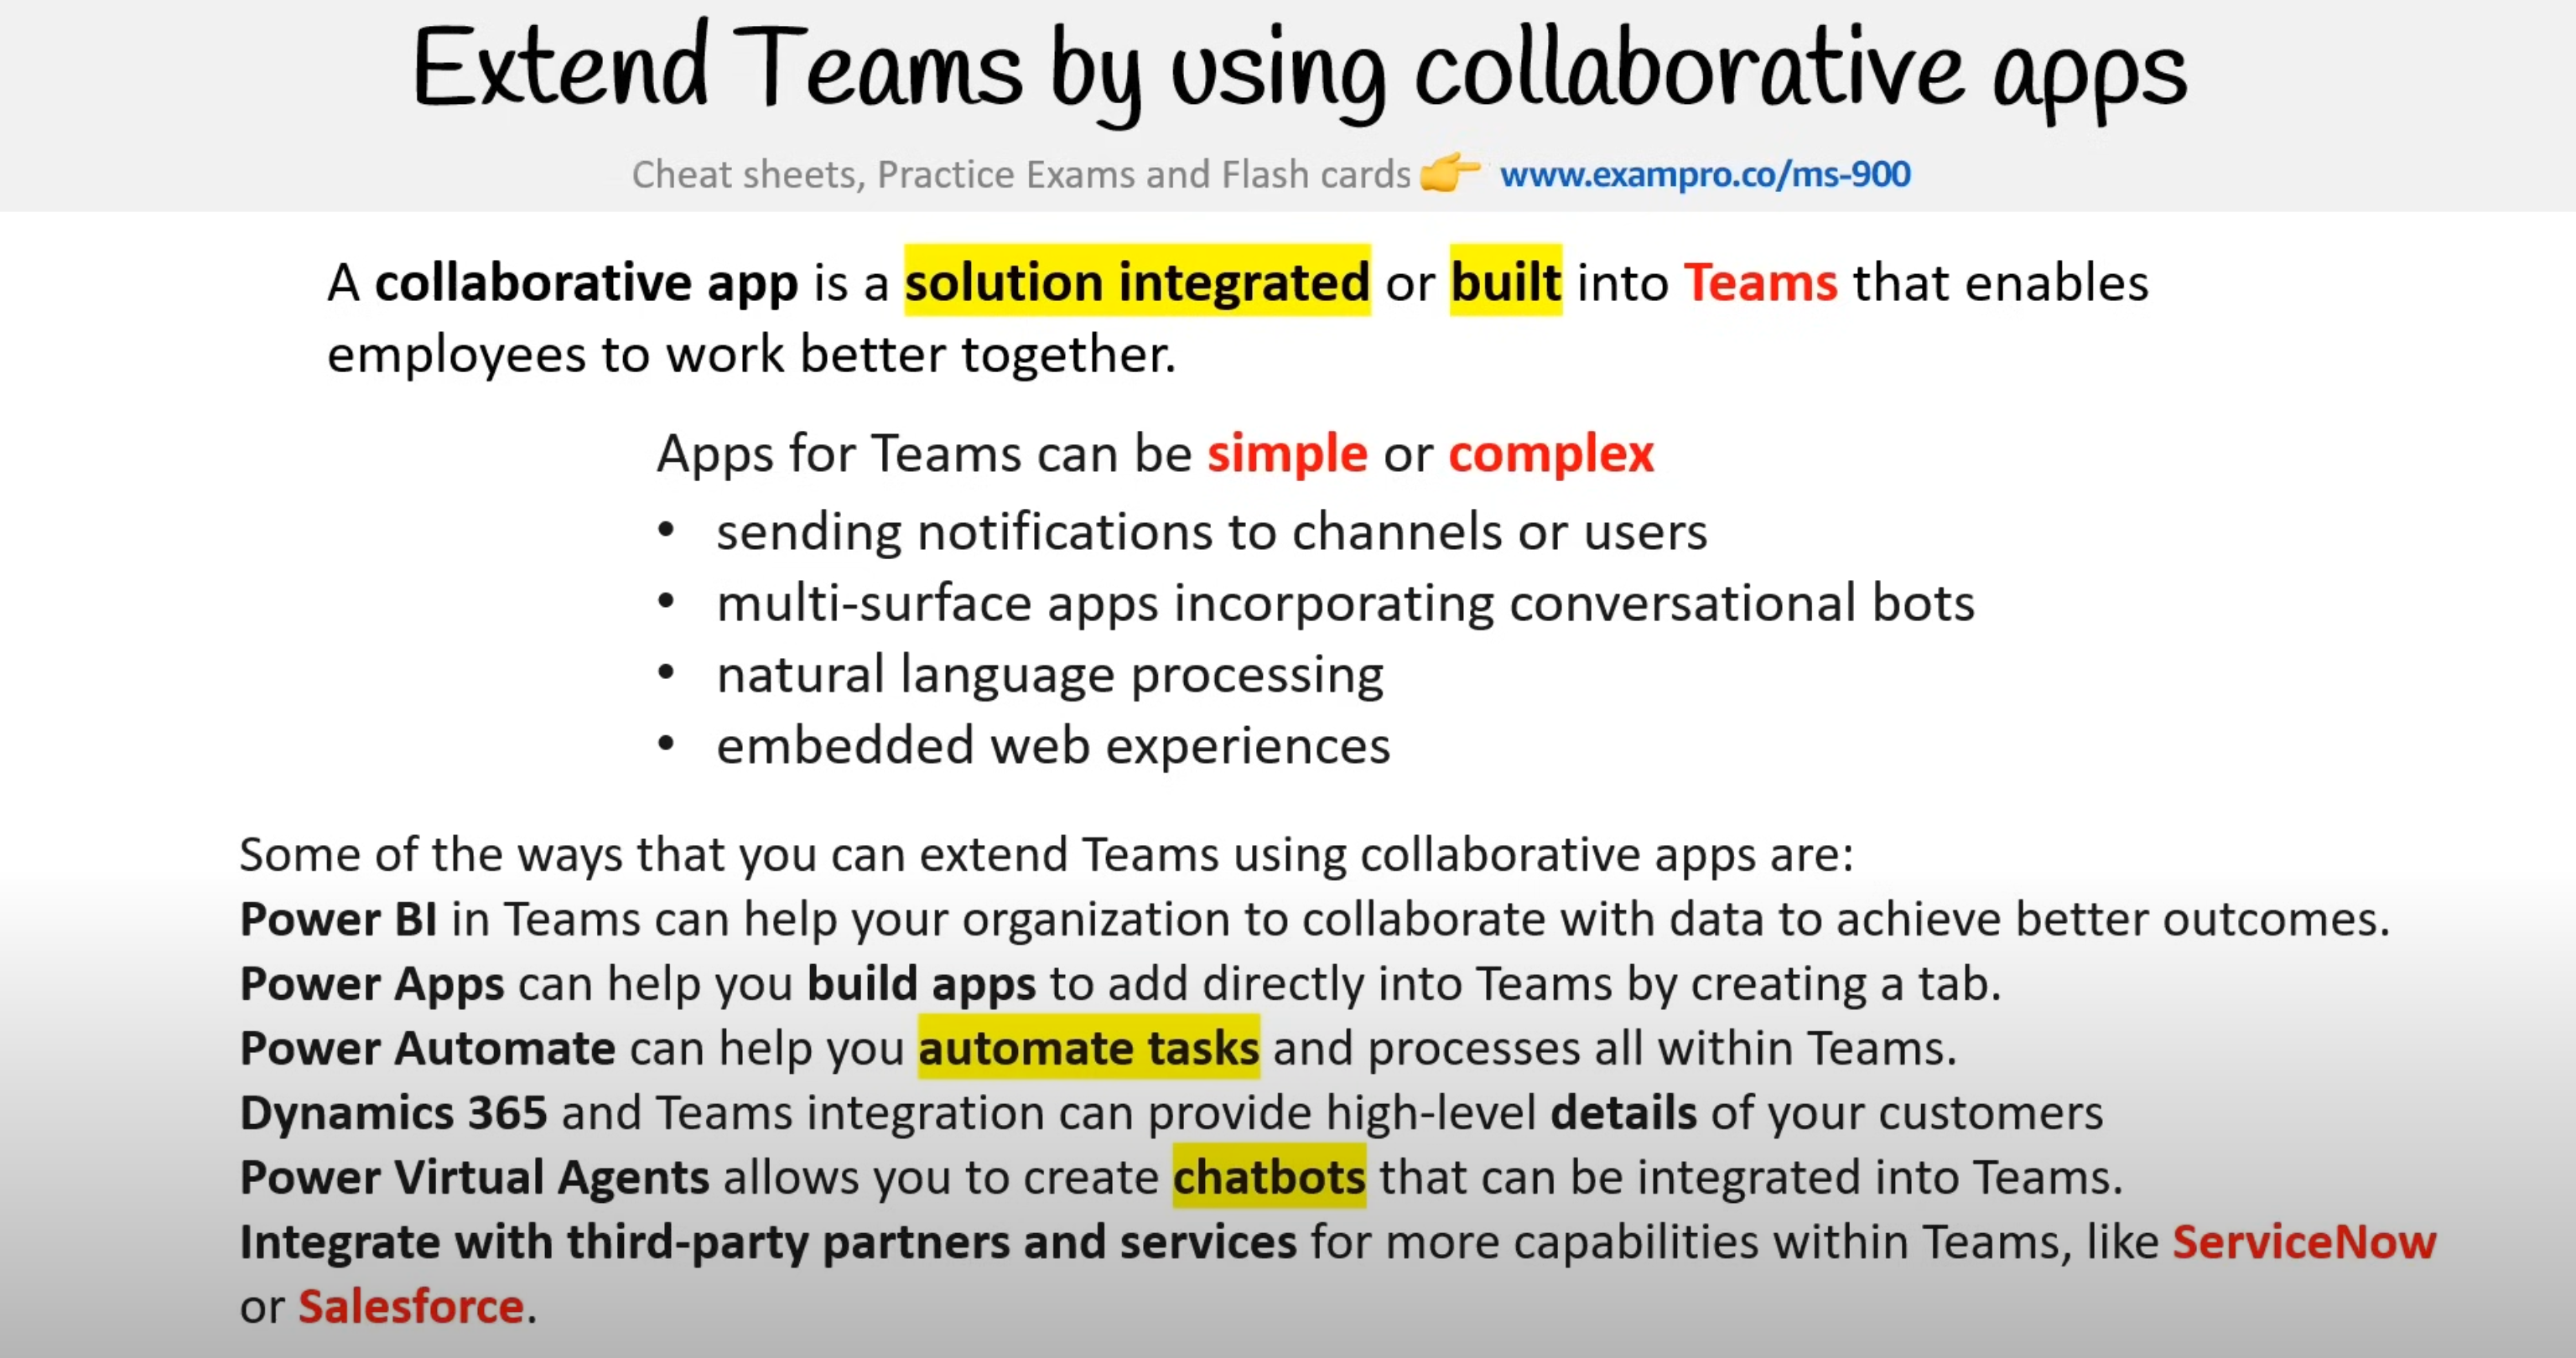 Extend Teams by using collaborative apps
Cheat sheets, Practice Exams and Flash cards 👉 www.exampro.co/ms-900
A collaborative app is a solution integrated or built into Teams that enables
employees to work better together.
Apps for Teams can be simple or complex
• sending notifications to channels or users
• multi-surface apps incorporating conversational bots
• natural language processing
• embedded web experiences
Some of the ways that you can extend Teams using collaborative apps are:
Power BI in Teams can help your organization to collaborate with data to achieve better outcomes.
Power Apps can help you build apps to add directly into Teams by creating a tab.
Power Automate can help you automate tasks and processes all within Teams.
Dynamics 365 and Teams integration can provide high-level details of your customers
Power Virtual Agents allows you to create chatbots that can be integrated into Teams.
Integrate with third-party partners and services for more capabilities within Teams, like ServiceNow
or Salesforce.